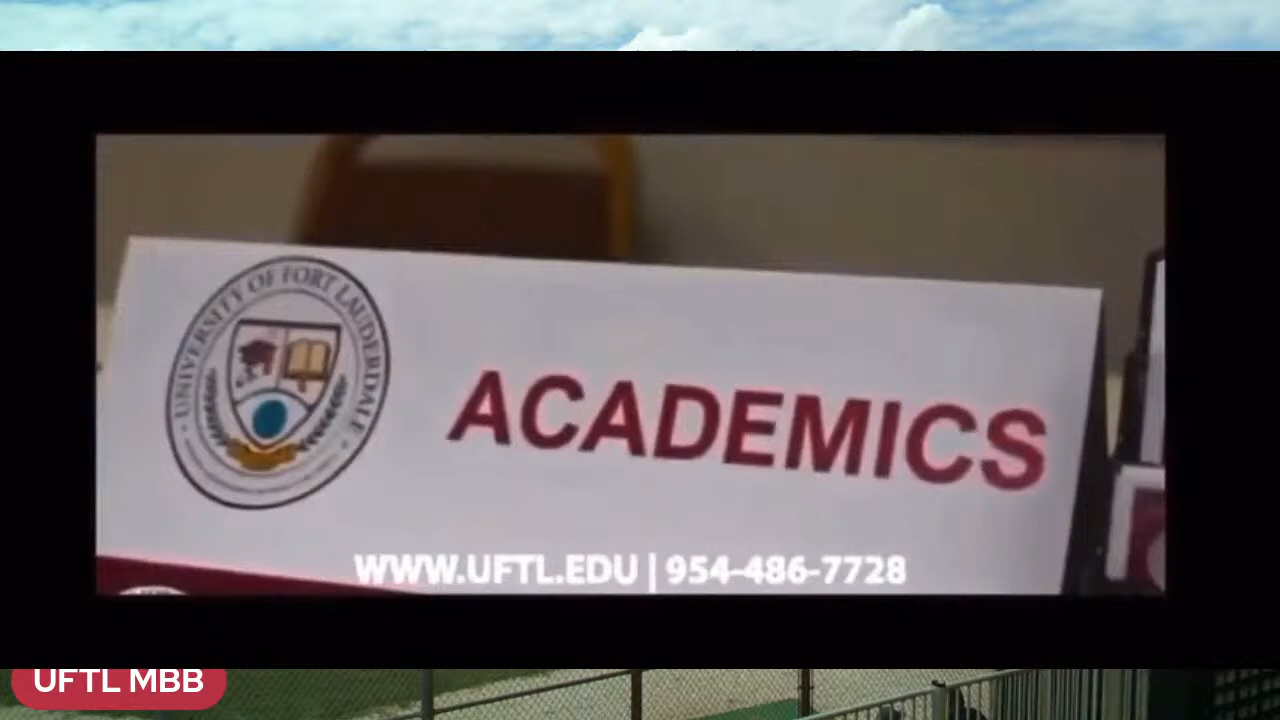 UNIVERSITY OF FORT LAUDERDALE
ACADEMICS
WWW.UFTL.EDU | 954-486-7728
UFTL MBB